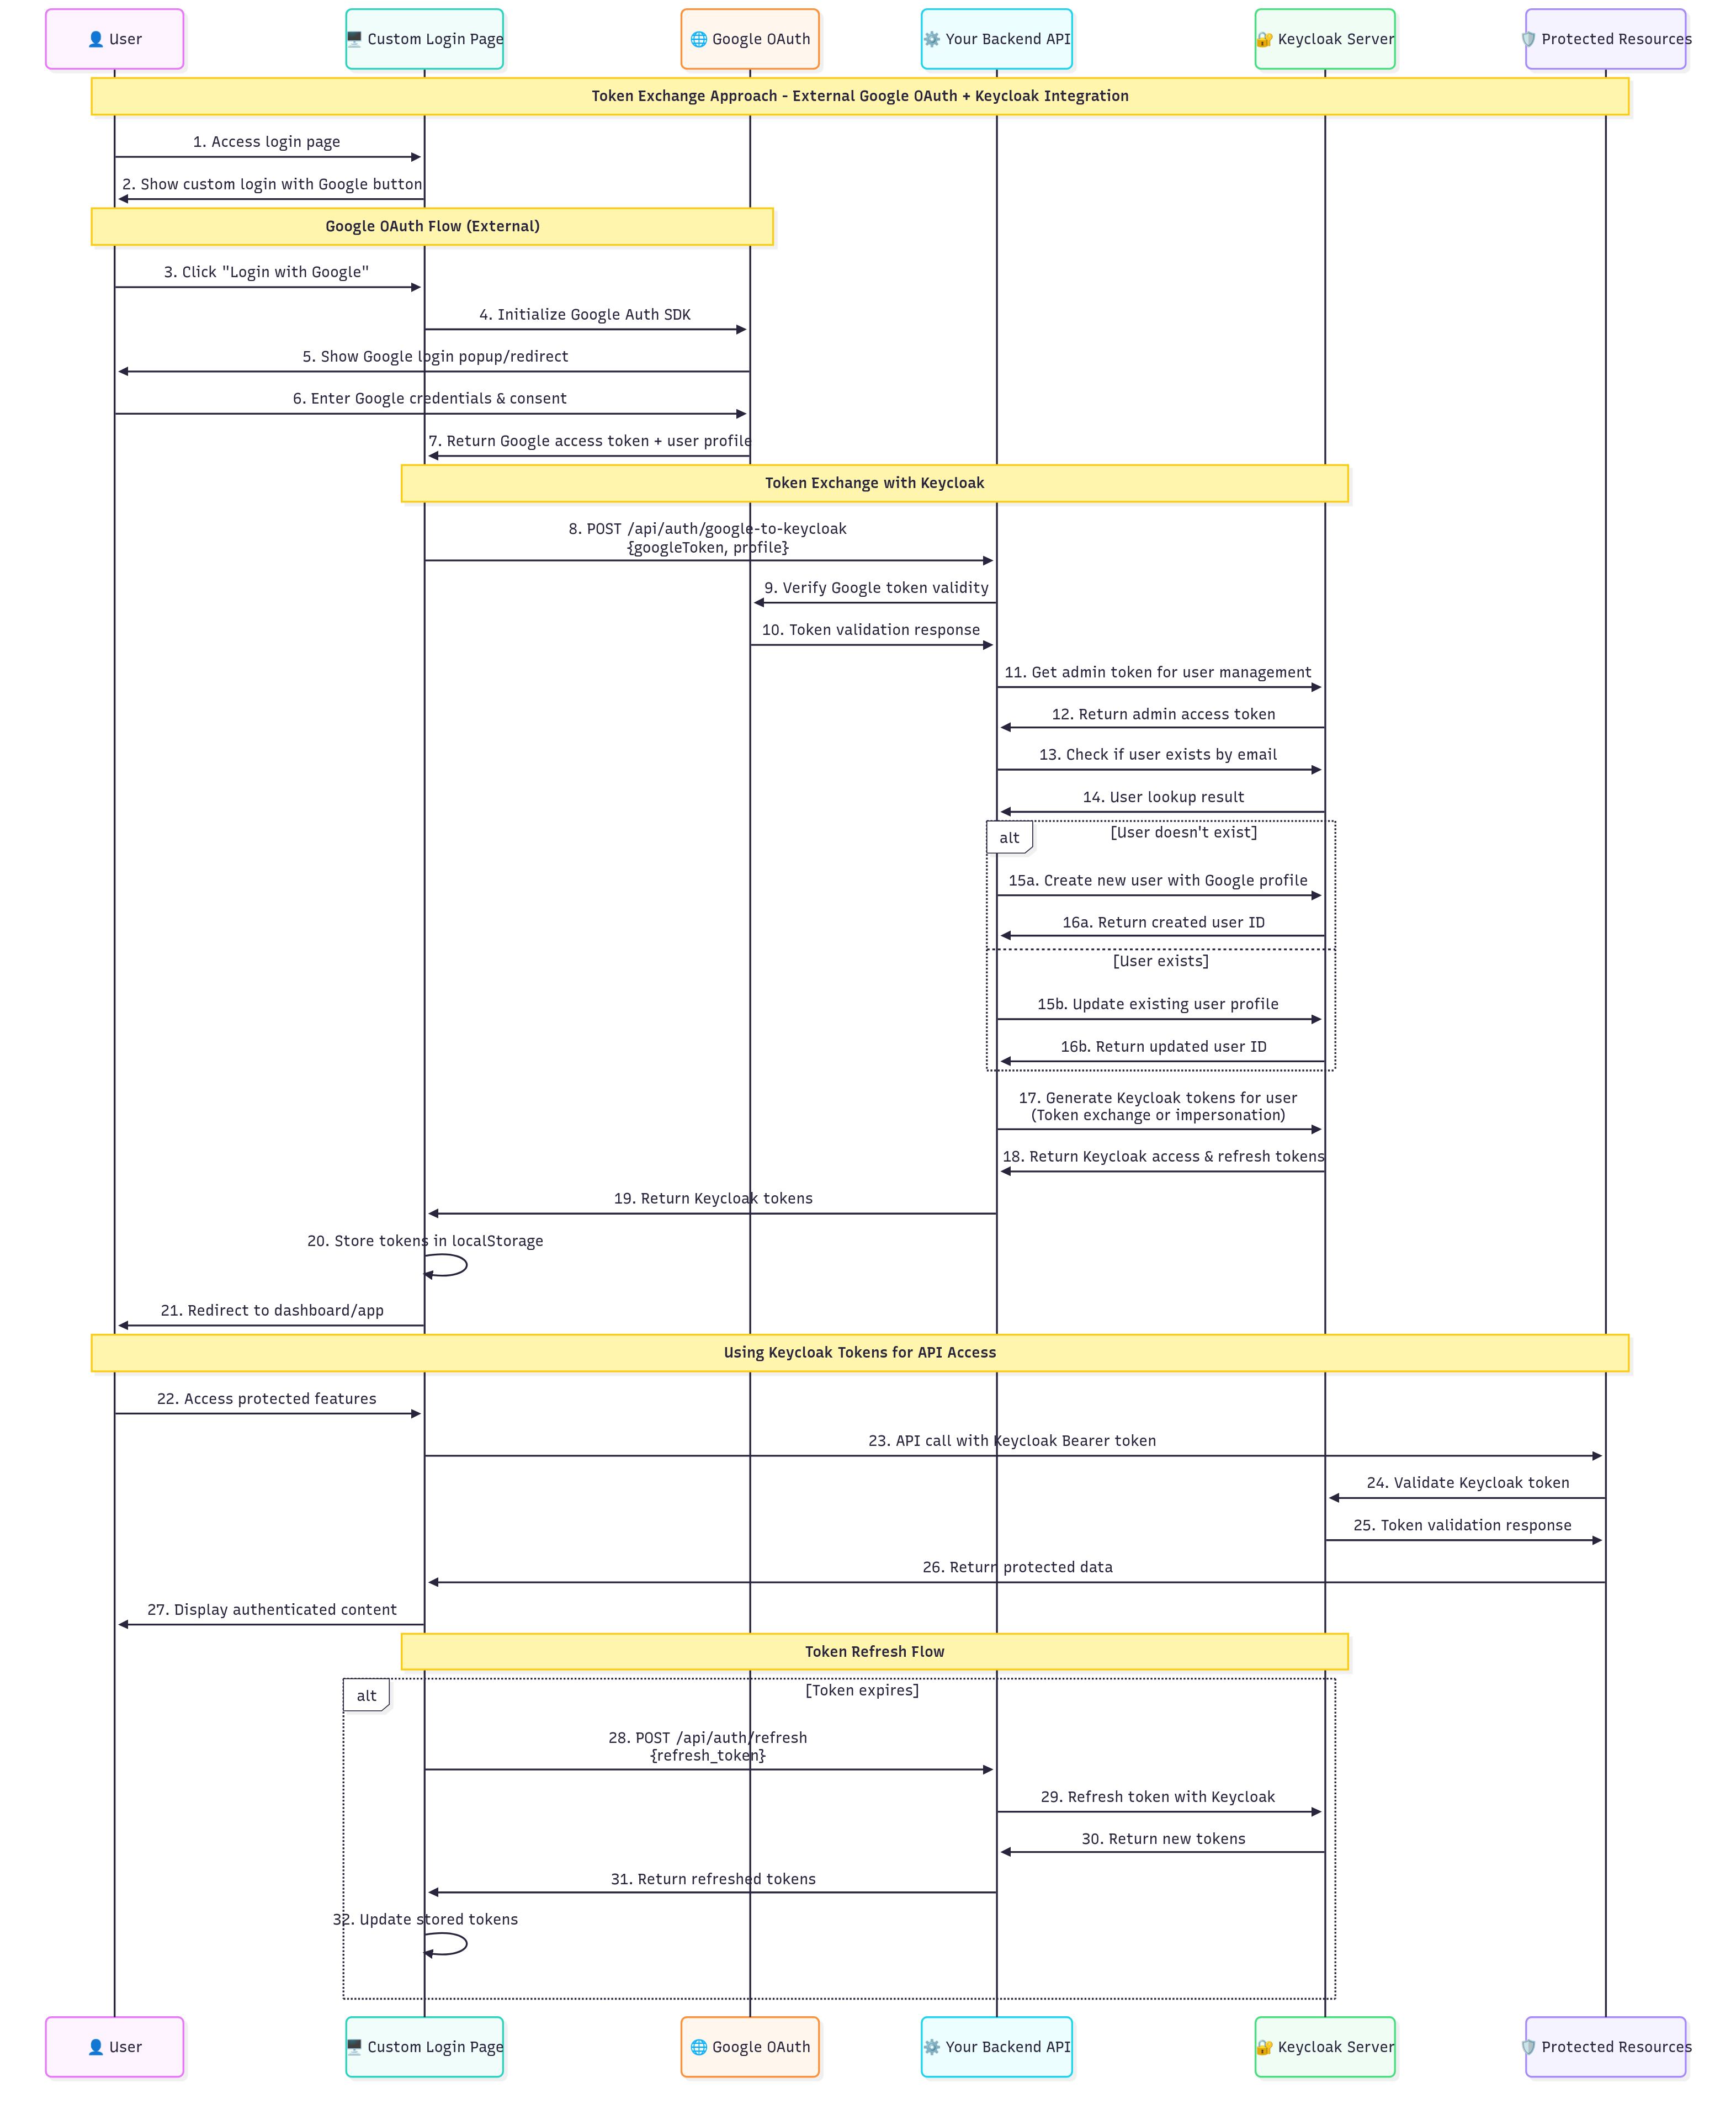 👤 User
🖥️ Custom Login Page
🌐 Google OAuth
⚙️ Your Backend API
🔐 Keycloak Server
🛡️ Protected Resources
Token Exchange Approach - External Google OAuth + Keycloak Integration
1. Access login page
2. Show custom login with Google button
Google OAuth Flow (External)
3. Click "Login with Google"
4. Initialize Google Auth SDK
5. Show Google login popup/redirect
6. Enter Google credentials & consent
7. Return Google access token + user profile
Token Exchange with Keycloak
8. POST /api/auth/google-to-keycloak
{googleToken, profile}
9. Verify Google token validity
10. Token validation response
11. Get admin token for user management
12. Return admin access token
13. Check if user exists by email
14. User lookup result
alt
[User doesn't exist]
15a. Create new user with Google profile
16a. Return created user ID
[User exists]
15b. Update existing user profile
16b. Return updated user ID
17. Generate Keycloak tokens for user
(Token exchange or impersonation)
18. Return Keycloak access & refresh tokens
19. Return Keycloak tokens
20. Store tokens in localStorage
21. Redirect to dashboard/app
Using Keycloak Tokens for API Access
22. Access protected features
23. API call with Keycloak Bearer token
24. Validate Keycloak token
25. Token validation response
26. Return protected data
27. Display authenticated content
Token Refresh Flow
alt
[Token expires]
28. POST /api/auth/refresh
{refresh_token}
29. Refresh token with Keycloak
30. Return new tokens
31. Return refreshed tokens
32. Update stored tokens
👤 User
🖥️ Custom Login Page
🌐 Google OAuth
⚙️ Your Backend API
🔐 Keycloak Server
🛡️ Protected Resources